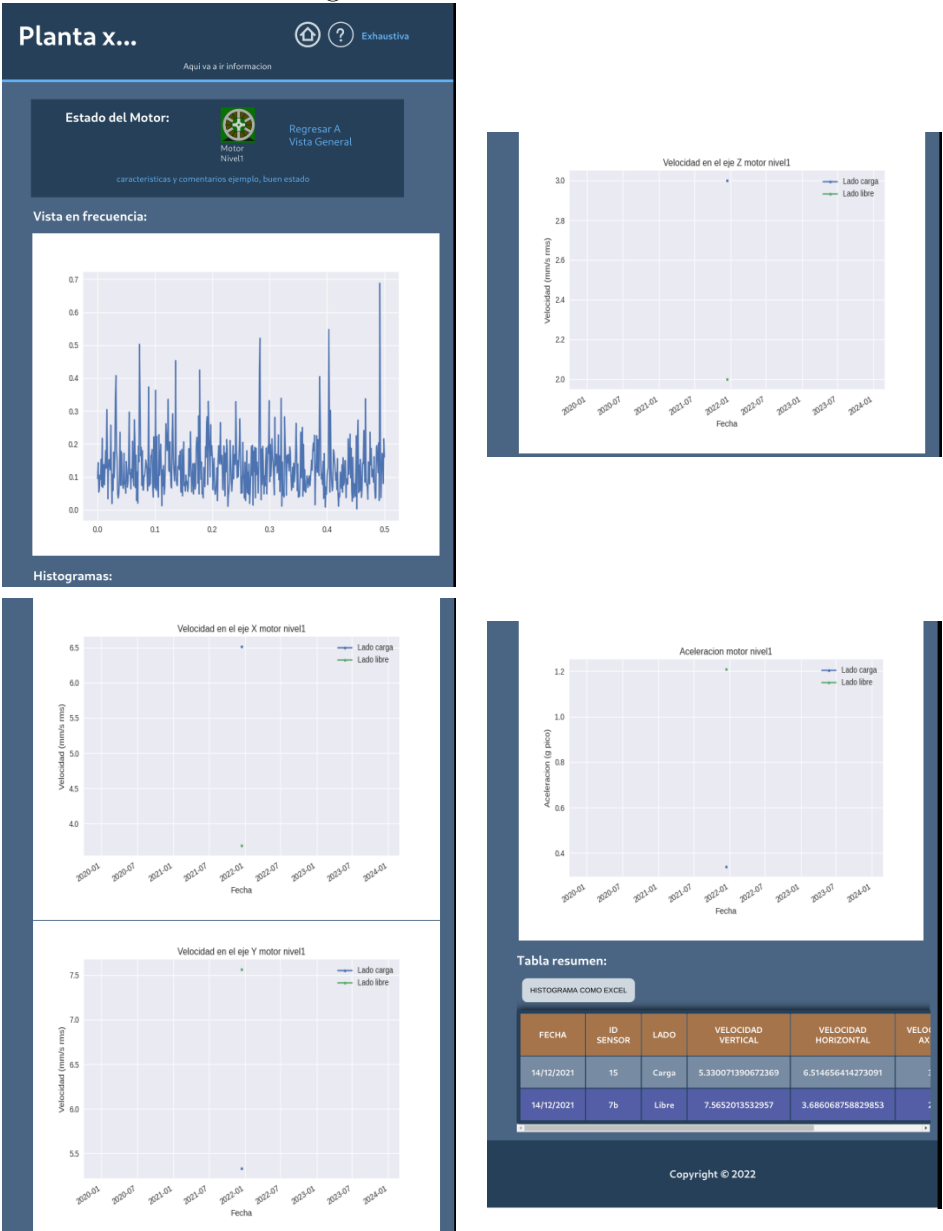 Planta x...
?
Exhaustiva
Aqui va a ir informacion
Estado del Motor:
Motor
Nivel1
Regresar A
Vista General
caracteristicas y comentarios ejemplo, buen estado
Vista en frecuencia:
0.7
0.6
0.5
0.4
0.3
0.2
0.1
0.0
0.0 0.1 0.2 0.3 0.4 0.5
Histogramas:
Velocidad en el eje Z motor nivel1
Lado carga
Lado libre
Velocidad (mm/s rms)
3.0
2.8
2.6
2.4
2.2
2.0
2020-01 2020-07 2021-01 2021-07 2022-01 2022-07 2023-01 2023-07 2024-01
Fecha
Velocidad en el eje X motor nivel1
Lado carga
Lado libre
Velocidad (mm/s rms)
6.5
6.0
5.5
5.0
4.5
4.0
2020-01 2020-07 2021-01 2021-07 2022-01 2022-07 2023-01 2023-07 2024-01
Fecha
Velocidad en el eje Y motor nivel1
Lado carga
Lado libre
Velocidad (mm/s rms)
7.5
7.0
6.5
6.0
5.5
2020-01 2020-07 2021-01 2021-07 2022-01 2022-07 2023-01 2023-07 2024-01
Fecha
Aceleracion motor nivel1
Lado carga
Lado libre
Aceleracion (g pico)
1.2
1.0
0.8
0.6
0.4
2020-01 2020-07 2021-01 2021-07 2022-01 2022-07 2023-01 2023-07 2024-01
Fecha
Tabla resumen:
HISTOGRAMA COMO EXCEL
FECHA ID SENSOR LADO VELOCIDAD VERTICAL VELOCIDAD HORIZONTAL
14/12/2021 15 Carga 5.330071390672369 6.514656414273091
14/12/2021 7b Libre 7.5652013532957 3.686068758829853
Copyright © 2022